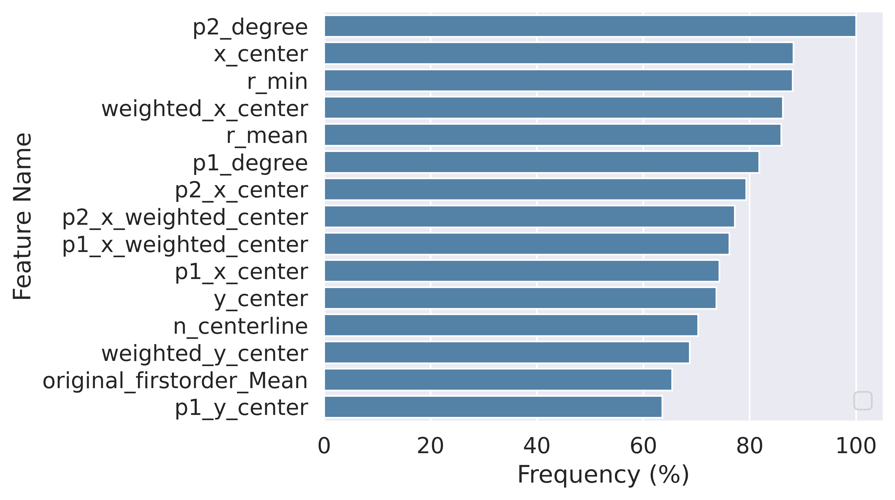 p2_degree
x_center
r_min
weighted_x_center
r_mean
p1_degree
p2_x_center
p2_x_weighted_center
p1_x_weighted_center
p1_x_center
y_center
n_centerline
weighted_y_center
original_firstorder_Mean
p1_y_center
Feature Name
0 20 40 60 80 100
Frequency (%)